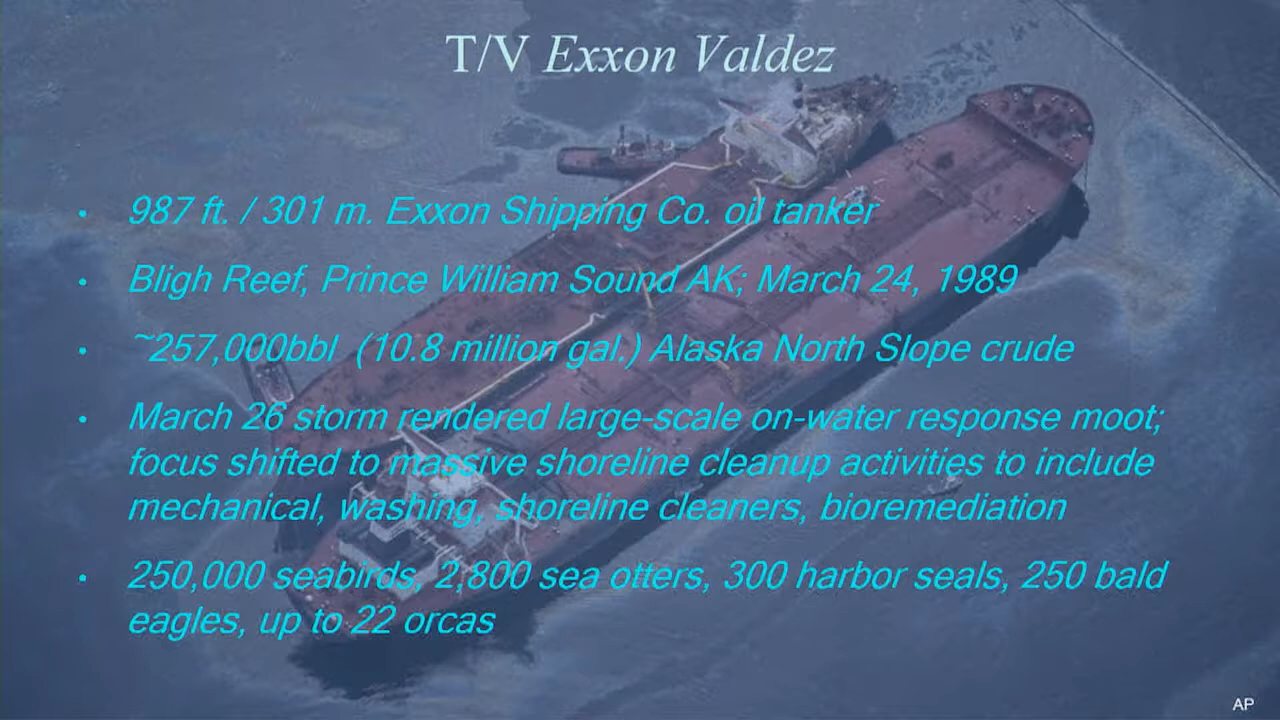 T/V Exxon Valdez
• 987 ft. / 301 m. Exxon Shipping Co. oil tanker
• Bligh Reef, Prince William Sound AK; March 24, 1989
• ~257,000bbl (10.8 million gal.) Alaska North Slope crude
• March 26 storm rendered large-scale on-water response moot;
focus shifted to massive shoreline cleanup activities to include
mechanical, washing, shoreline cleaners, bioremediation
• 250,000 seabirds, 2,800 sea otters, 300 harbor seals, 250 bald
eagles, up to 22 orcas
AP